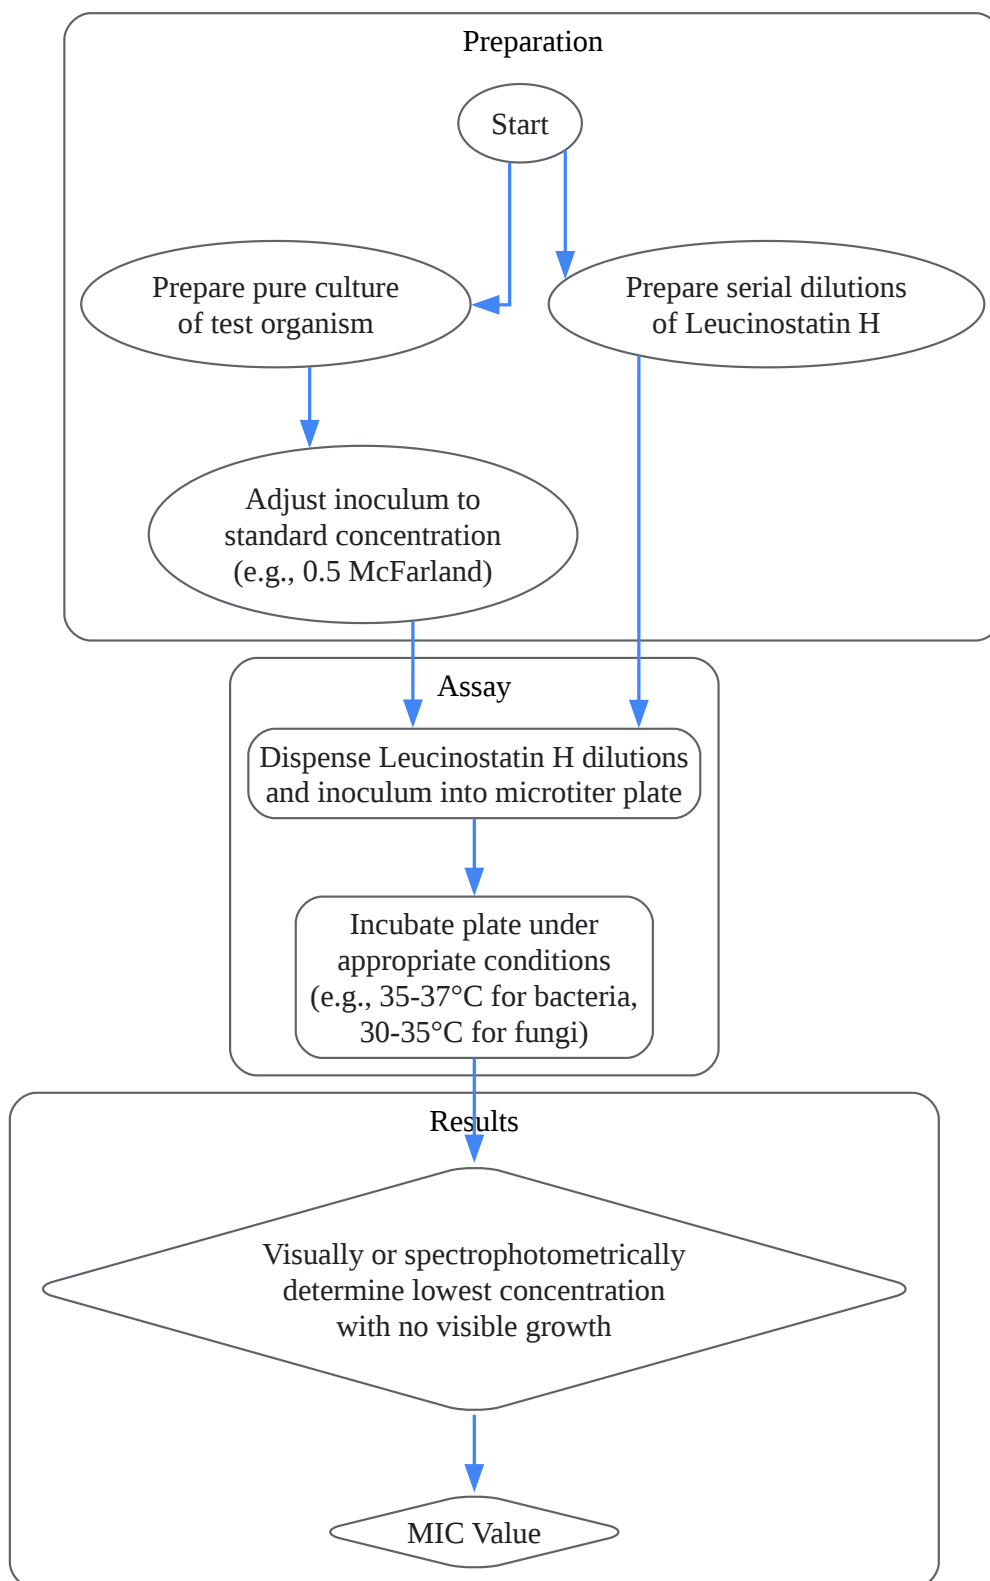 Preparation
Start
Prepare pure culture
of test organism
Prepare serial dilutions
of Leucinostatin H
Adjust inoculum to
standard concentration
(e.g., 0.5 McFarland)
Assay
Dispense Leucinostatin H dilutions
and inoculum into microtiter plate
Incubate plate under
appropriate conditions
(e.g., 35-37°C for bacteria,
30-35°C for fungi)
Results
Visually or spectrophotometrically
determine lowest concentration
with no visible growth
MIC Value